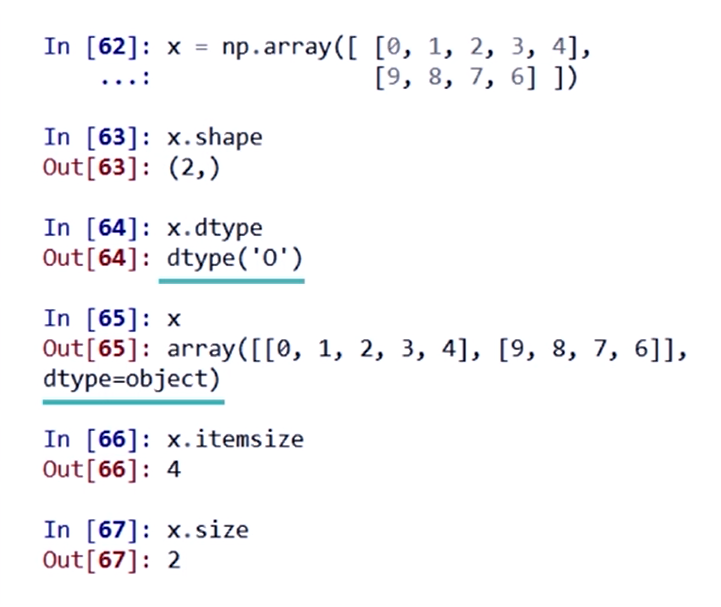 In [62]: x = np.array([ [0, 1, 2, 3, 4],
...: [9, 8, 7, 6] ])
In [63]: x.shape
Out[63]: (2,)
In [64]: x.dtype
Out[64]: dtype('O')
In [65]: x
Out[65]: array([[0, 1, 2, 3, 4], [9, 8, 7, 6]],
dtype=object)
In [66]: x.itemsize
Out[66]: 4
In [67]: x.size
Out[67]: 2